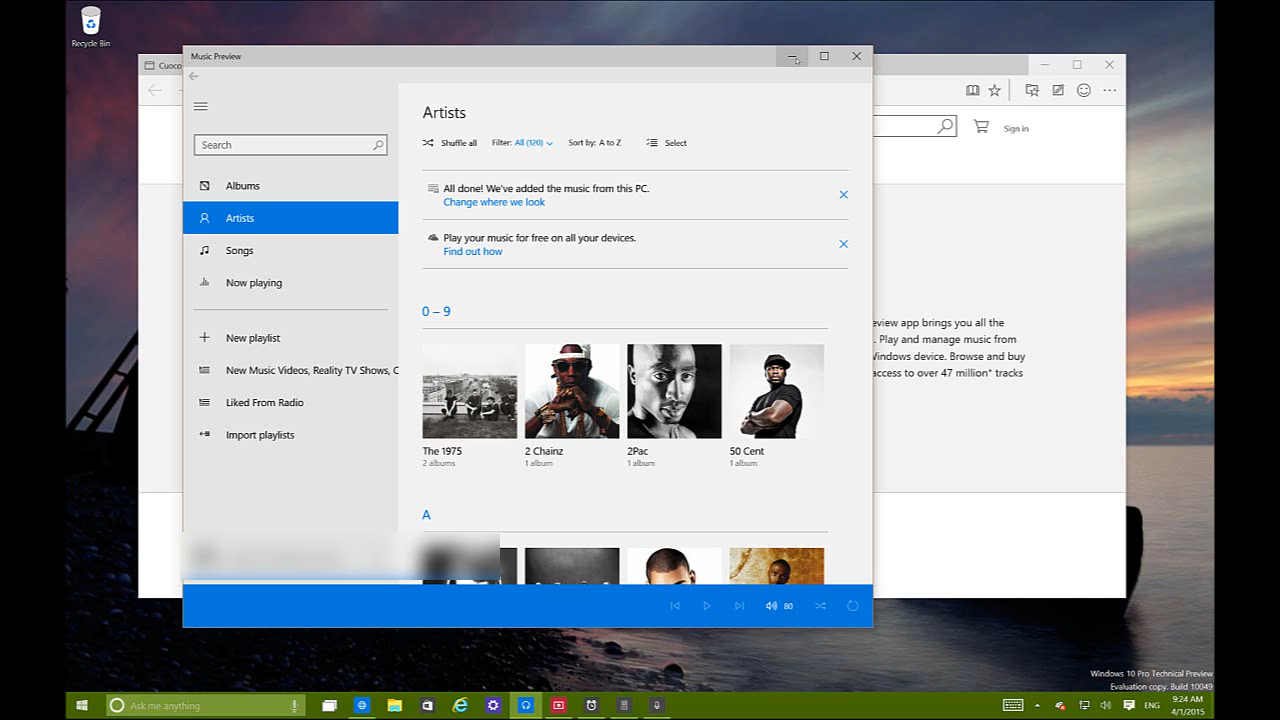 Recycle Bin
Music Preview
Cuoco
Search
Albums
Artists
Songs
Now playing
New playlist
New Music Videos, Reality TV Shows, C
Liked From Radio
Import playlists
Artists
Shuffle all
Filter: All (120)
Sort by: A to Z
Select
All done! We've added the music from this PC.
Change where we look
Play your music for free on all your devices.
Find out how
0 – 9
The 1975
2 albums
2 Chainz
1 album
2Pac
1 album
50 Cent
1 album
A
80
Sign in
eview app brings you all the
. Play and manage music from
Windows device. Browse and buy
access to over 47 million* tracks
Windows 10 Pro Technical Preview
Evaluation copy. Build 10049
Ask me anything
ENG
9:24 AM
4/1/2015